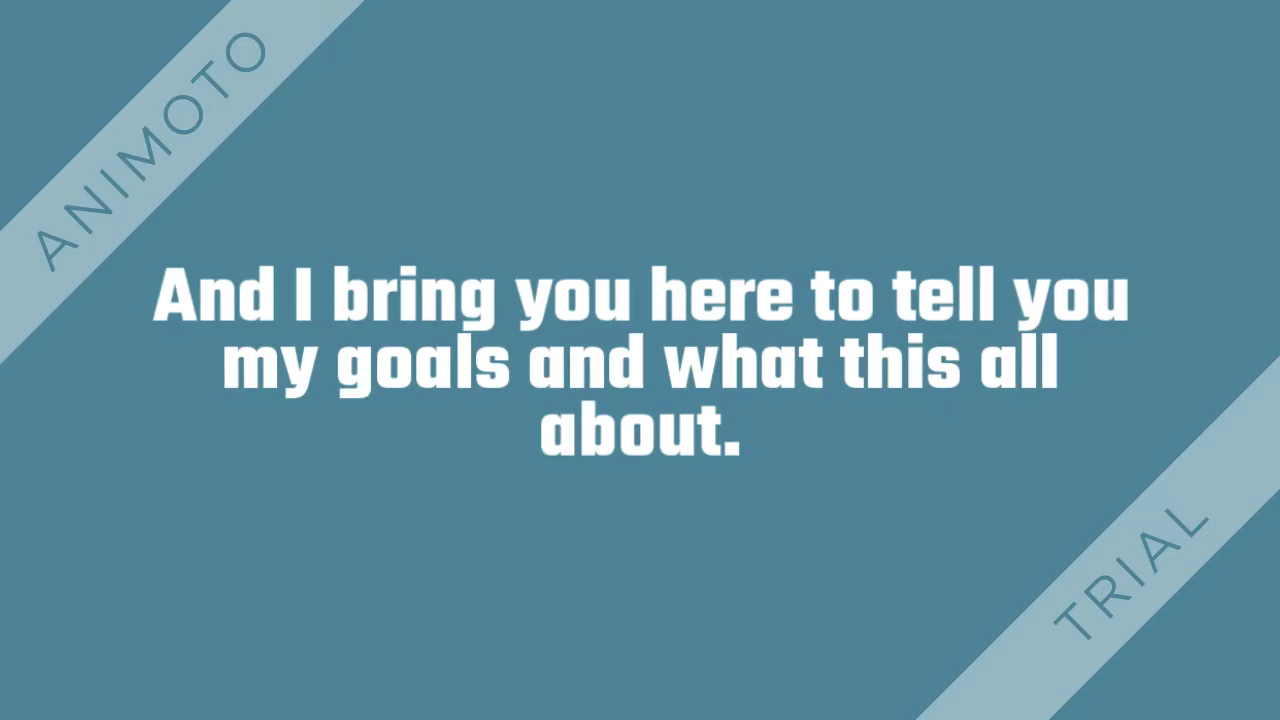 ANIMOTO
And I bring you here to tell you
my goals and what this all
about.
TRIAL